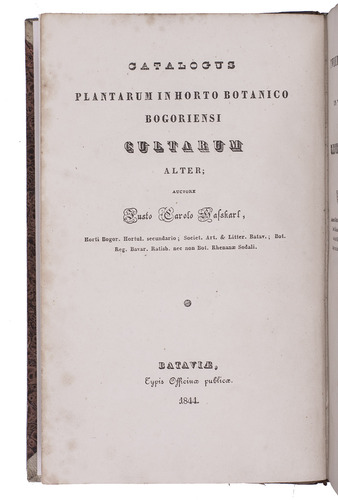 CATALOGUS
PLANTARUM IN HORTO BOTANICO
BOGORIENSI
CULTARUM
ALTER;
AUCTORE
Justo Carolo Hasskarl,
Horti Bogor. Hortul. secundario; Societ. Art. & Litter. Batav.; Bot.
Reg. Bavar. Ratisb. nec non Bot. Rhenanæ Sodali.
BATAVIÆ,
Typis Officinæ publicæ.
1844.